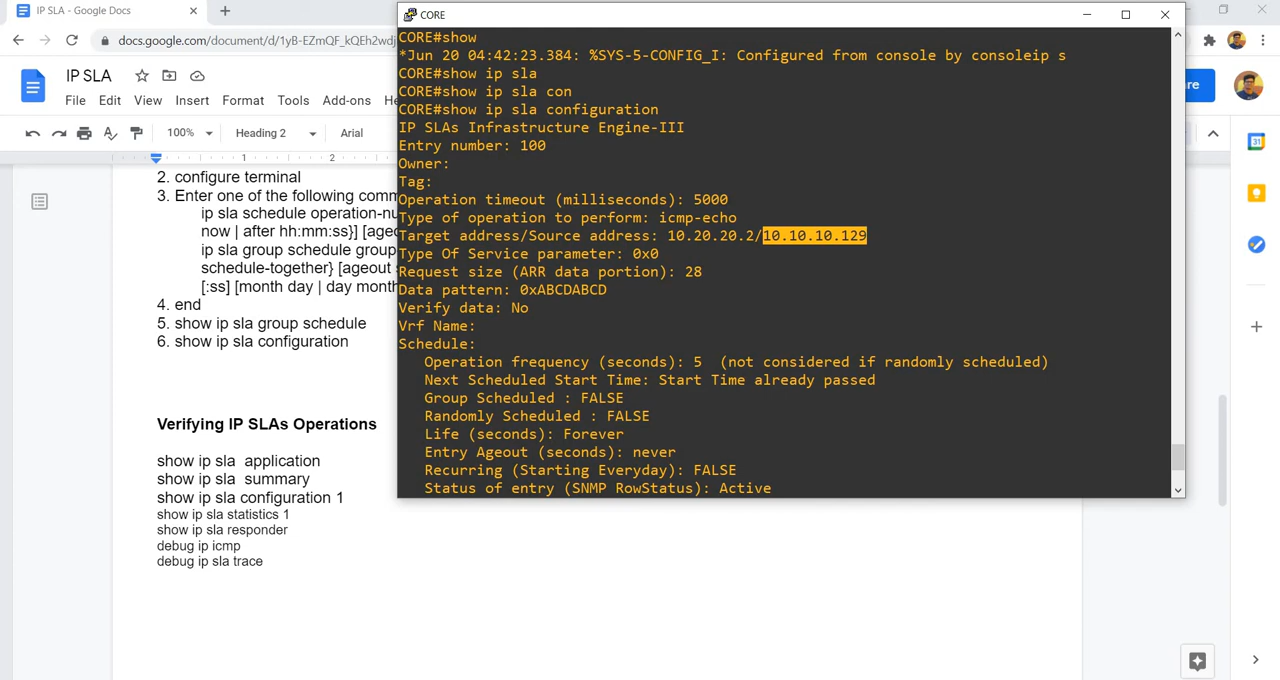 IP SLA - Google Docs
docs.google.com/document/d/1yB-EZmQF_kQEh2wdj
IP SLA
File Edit View Insert Format Tools Add-ons He
100% Heading 2 Arial
1 2
2. configure terminal
3. Enter one of the following comm
ip sla schedule operation-nu
now | after hh:mm:ss}] [ageo
ip sla group schedule group
schedule-together} [ageout
[:ss] [month day | day month
4. end
5. show ip sla group schedule
6. show ip sla configuration
Verifying IP SLAs Operations
show ip sla application
show ip sla summary
show ip sla configuration 1
show ip sla statistics 1
show ip sla responder
debug ip icmp
debug ip sla trace
CORE
CORE#show
*Jun 20 04:42:23.384: %SYS-5-CONFIG_I: Configured from console by consoleip s
CORE#show ip sla
CORE#show ip sla con
CORE#show ip sla configuration
IP SLAs Infrastructure Engine-III
Entry number: 100
Owner:
Tag:
Operation timeout (milliseconds): 5000
Type of operation to perform: icmp-echo
Target address/Source address: 10.20.20.2/10.10.10.129
Type Of Service parameter: 0x0
Request size (ARR data portion): 28
Data pattern: 0xABCDABCD
Verify data: No
Vrf Name:
Schedule:
Operation frequency (seconds): 5 (not considered if randomly scheduled)
Next Scheduled Start Time: Start Time already passed
Group Scheduled : FALSE
Randomly Scheduled : FALSE
Life (seconds): Forever
Entry Ageout (seconds): never
Recurring (Starting Everyday): FALSE
Status of entry (SNMP RowStatus): Active
re
31